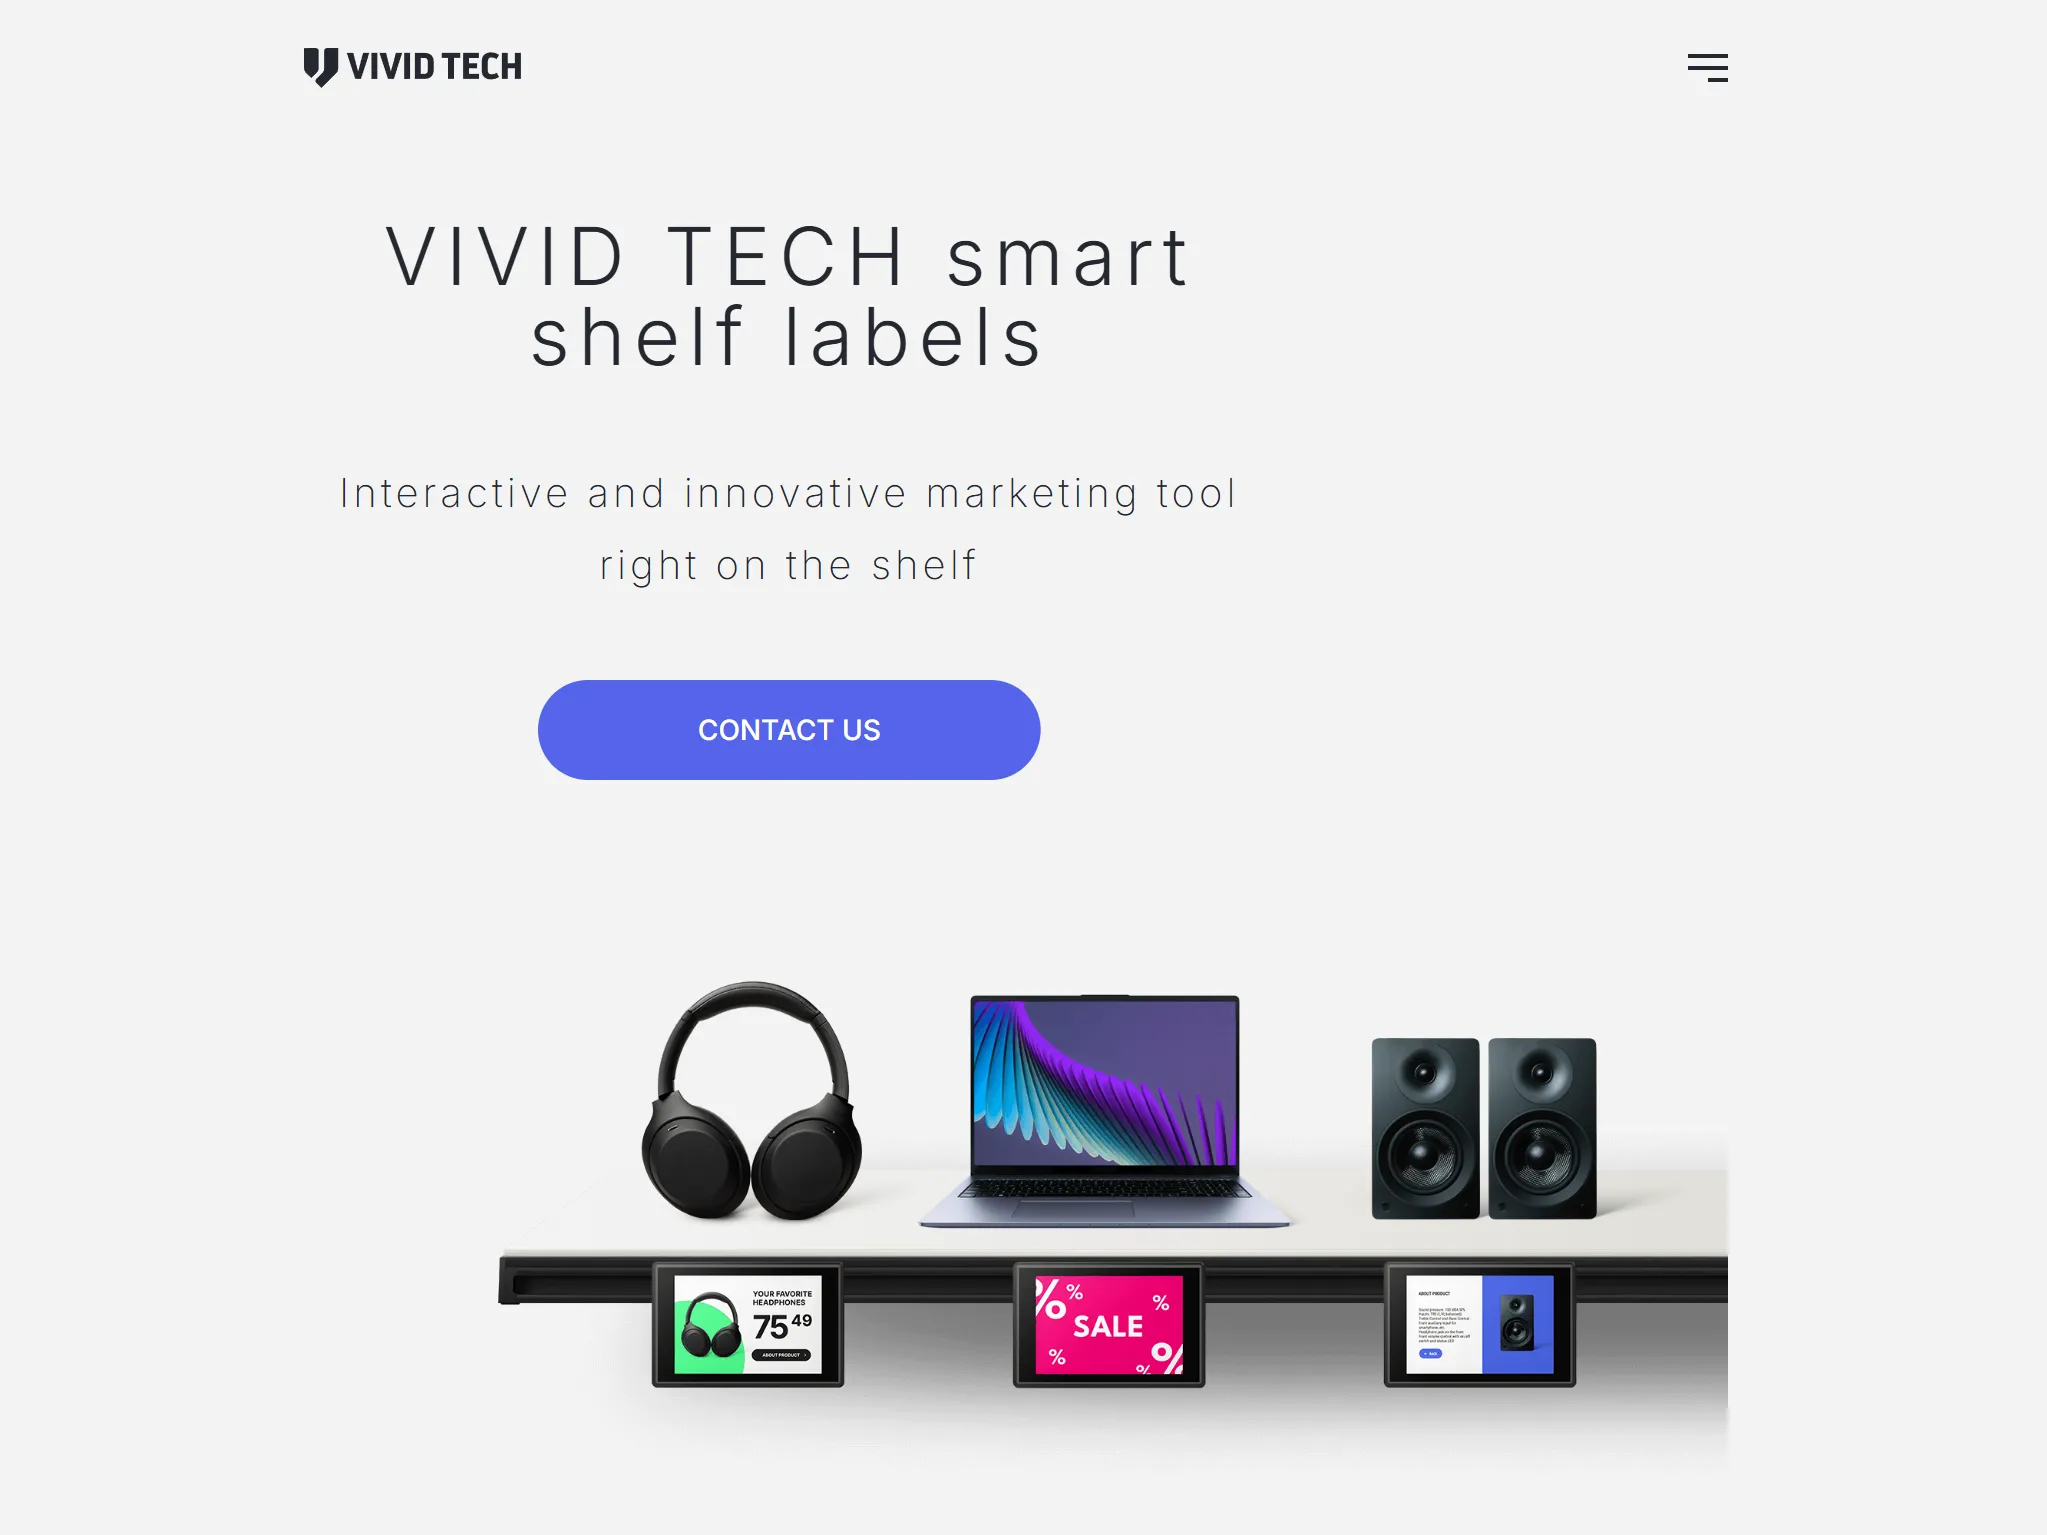 VIVID TECH
VIVID TECH smart
shelf labels
Interactive and innovative marketing tool
right on the shelf
CONTACT US
YOUR FAVORITE
HEADPHONES
75 49
ABOUT PRODUCT
% % %
SALE
% % %
ABOUT PRODUCT
BACK